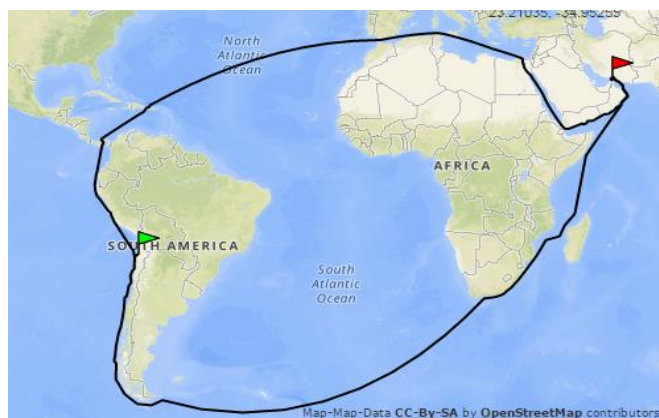 23.21035, -34.95259
North
Atlantic
Ocean
AFRICA
SOUTH AMERICA
South
Atlantic
Ocean
Map-Map-Data CC-By-SA by OpenStreetMap contributors